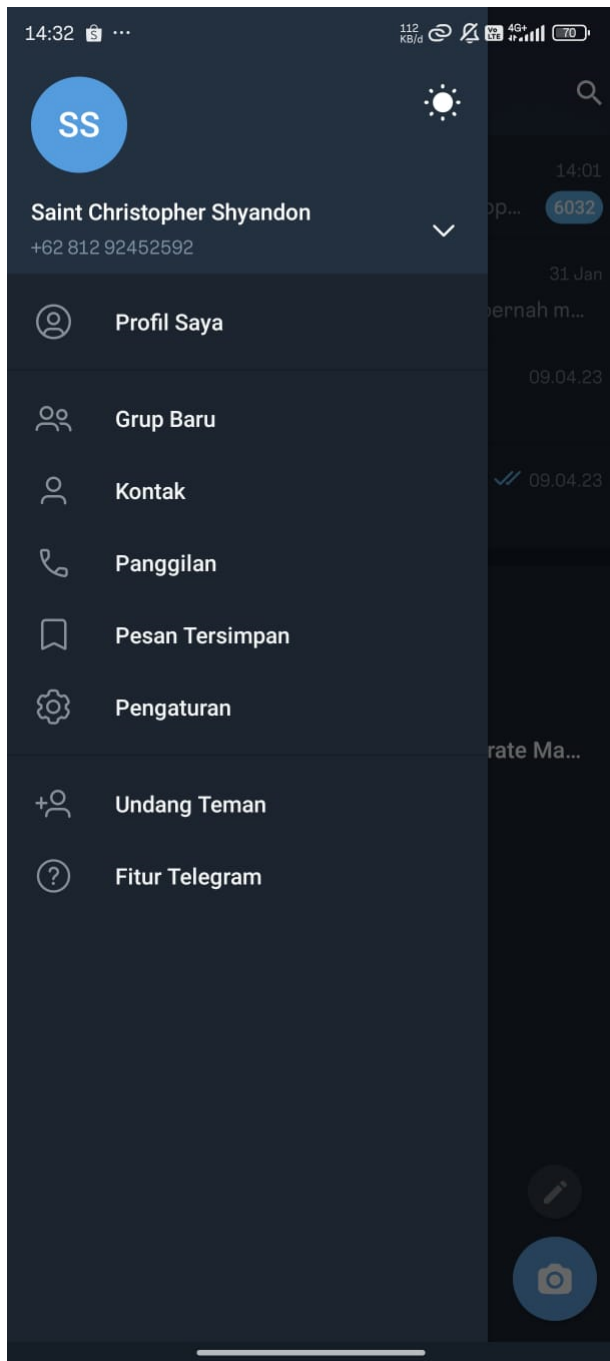 14:32
112 KB/d Vo LTE 4G+ 70
SS
Saint Christopher Shyandon
+62 812 92452592
14:01
op... 6032
31 Jan
pernah m...
09.04.23
09.04.23
Profil Saya
Grup Baru
Kontak
Panggilan
Pesan Tersimpan
Pengaturan
rate Ma...
Undang Teman
Fitur Telegram